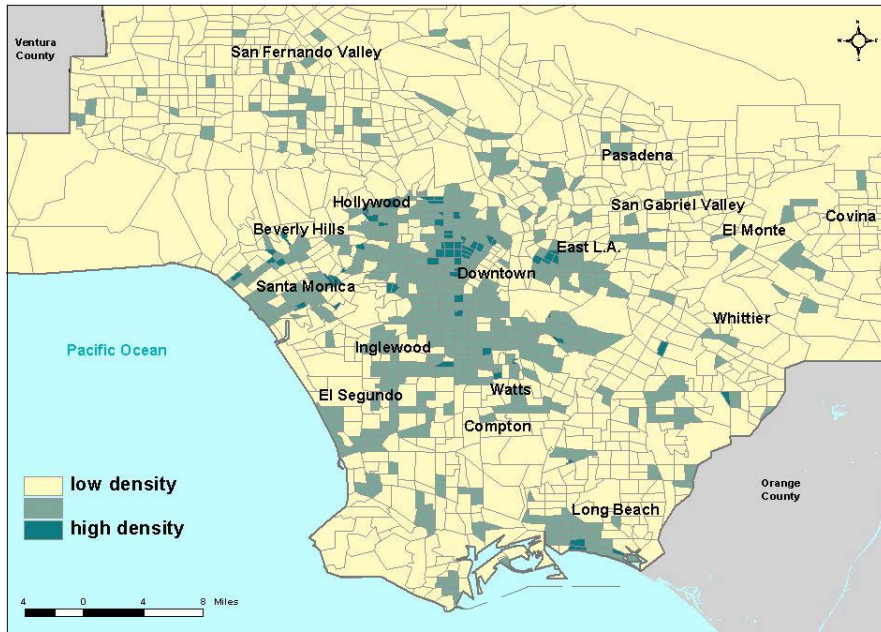 Ventura
County
San Fernando Valley
N
W
E
S
Pasadena
Hollywood
San Gabriel Valley
Beverly Hills
El Monte
Covina
East L.A.
Downtown
Santa Monica
Whittier
Pacific Ocean
Inglewood
El Segundo
Watts
Compton
low density
high density
Orange
County
Long Beach
4 0 4 8 Miles